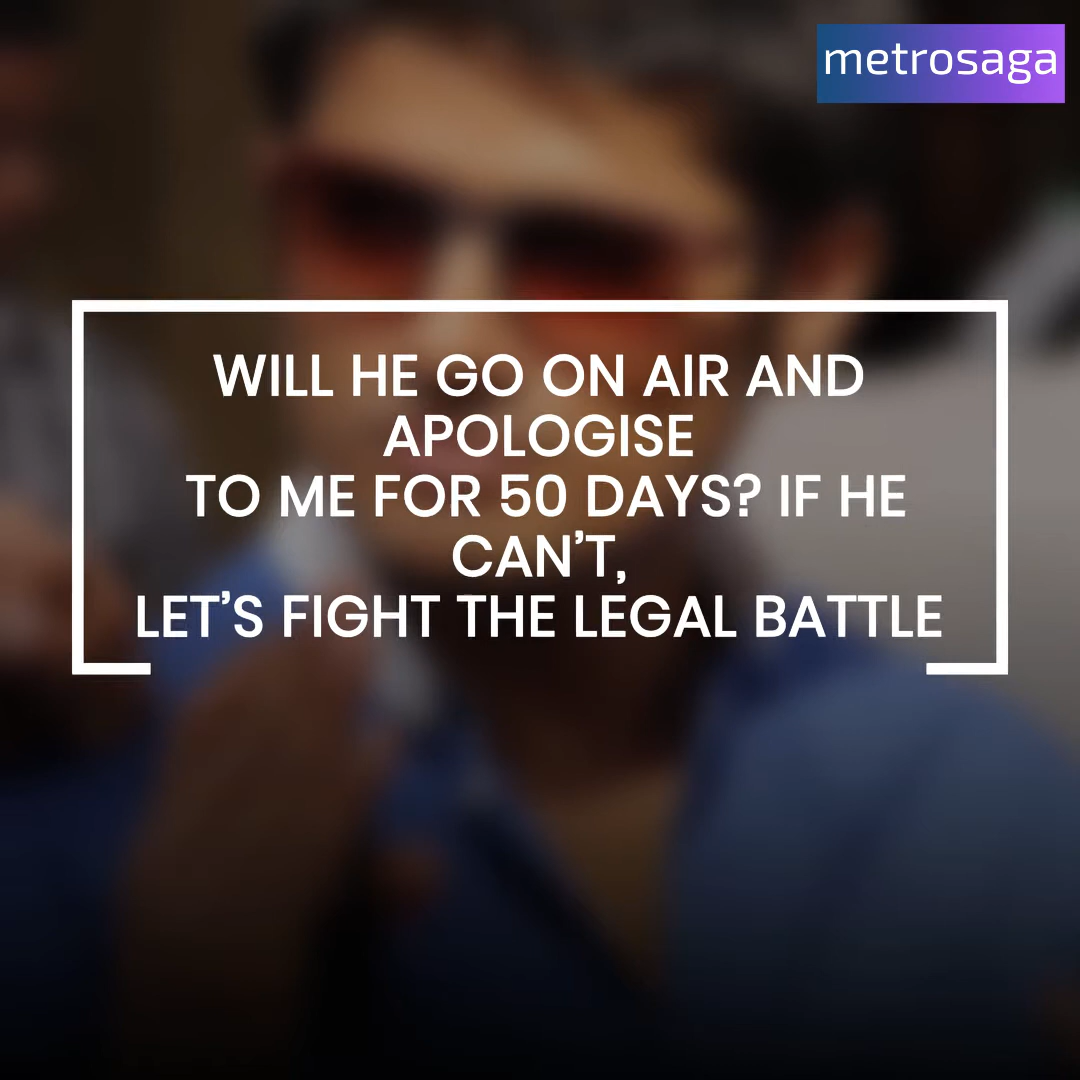 metrosaga
WILL HE GO ON AIR AND
APOLOGISE
TO ME FOR 50 DAYS? IF HE
CAN’T,
LET’S FIGHT THE LEGAL BATTLE